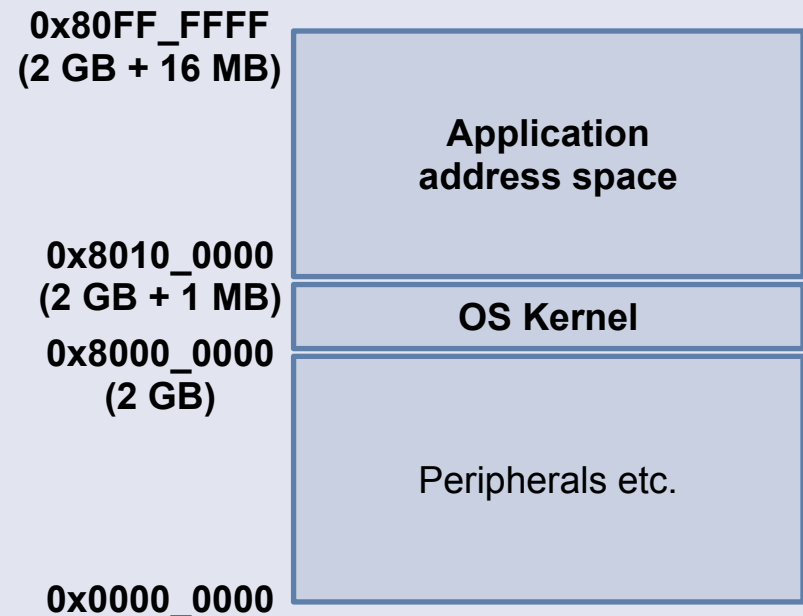 0x80FF_FFFF
(2 GB + 16 MB)
Application
address space
0x8010_0000
(2 GB + 1 MB)
OS Kernel
0x8000_0000
(2 GB)
Peripherals etc.
0x0000_0000